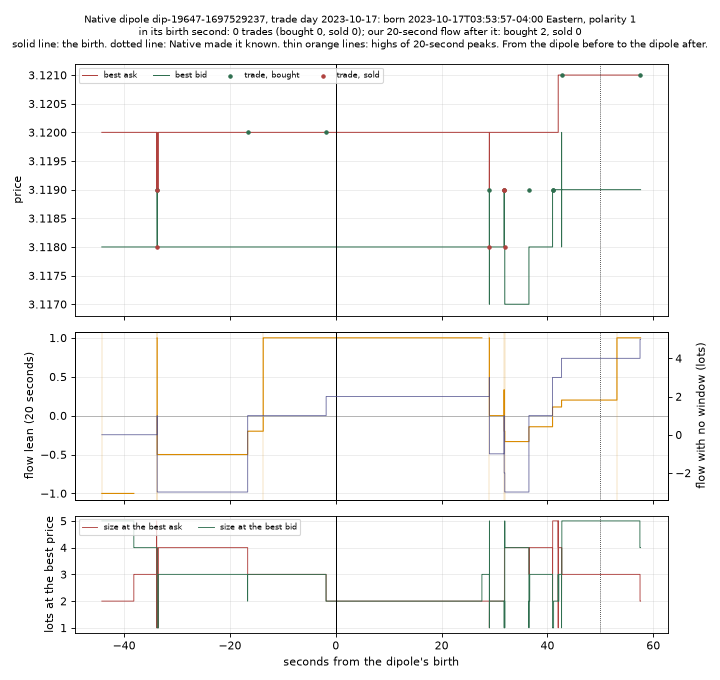 Native dipole dip-19647-1697529237, trade day 2023-10-17: born 2023-10-17T03:53:57-04:00 Eastern, polarity 1
in its birth second: 0 trades (bought 0, sold 0); our 20-second flow after it: bought 2, sold 0
solid line: the birth. dotted line: Native made it known. thin orange lines: highs of 20-second peaks. From the dipole before to the dipole after.
best ask
best bid
trade, bought
trade, sold
3.1210
3.1205
3.1200
3.1195
3.1190
3.1185
3.1180
3.1175
3.1170
price
1.0
0.5
0.0
−0.5
−1.0
flow lean (20 seconds)
4
2
0
−2
flow with no window (lots)
size at the best ask
size at the best bid
5
4
3
2
1
lots at the best price
−40
−20
0
20
40
60
seconds from the dipole's birth